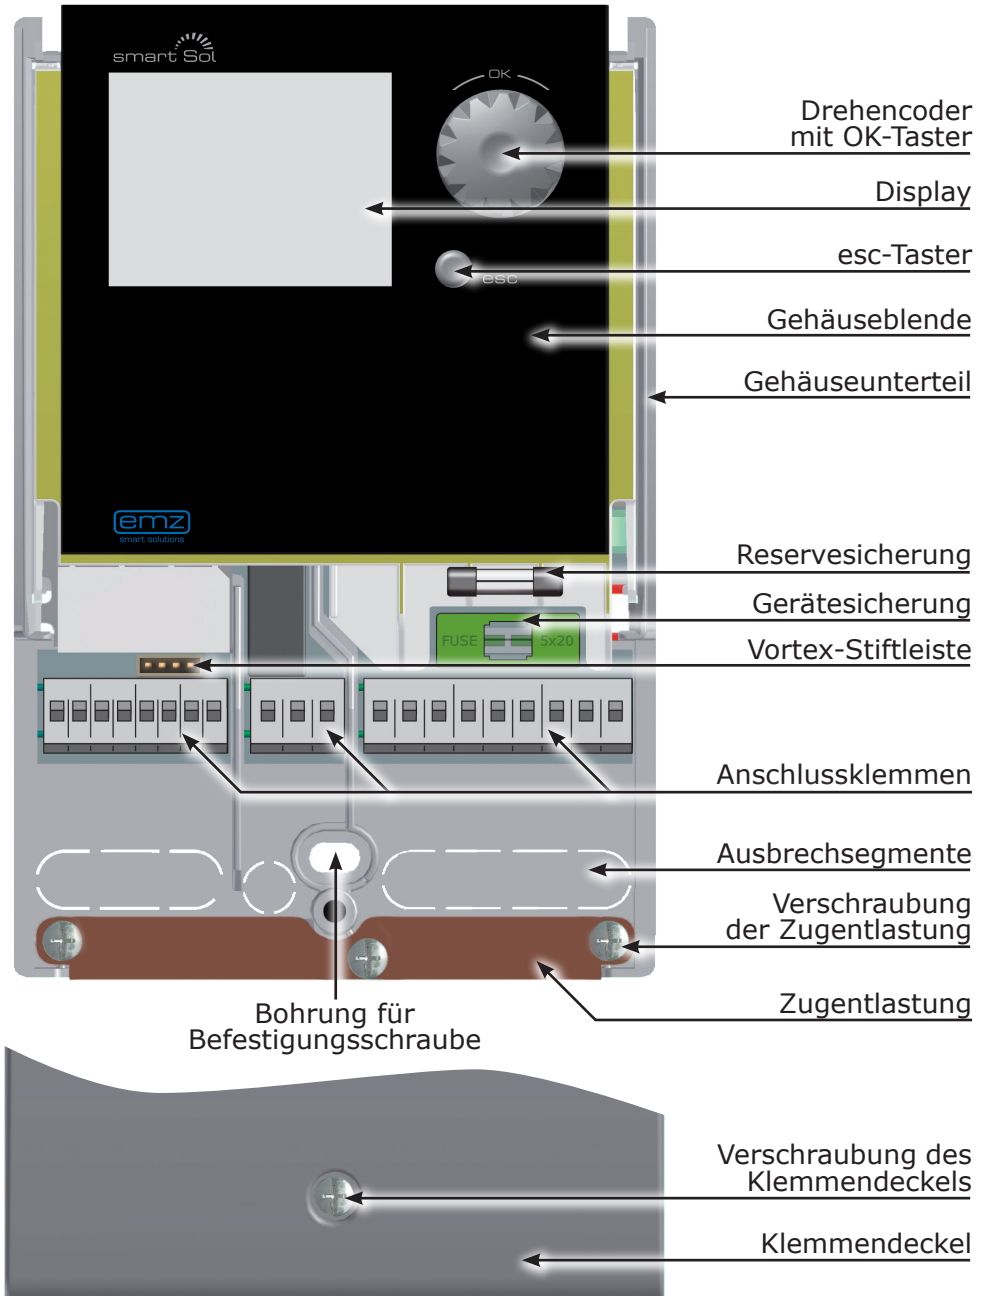 smart Sol
OK
Drehencoder
mit OK-Taster
Display
esc-Taster
esc
Gehäuseblende
Gehäuseunterteil
emz
smart solutions
Reservesicherung
Gerätesicherung
FUSE 5x20
Vortex-Stiftleiste
Anschlussklemmen
Ausbrechsegmente
Verschraubung
der Zugentlastung
Zugentlastung
Bohrung für
Befestigungsschraube
Verschraubung des
Klemmendeckels
Klemmendeckel